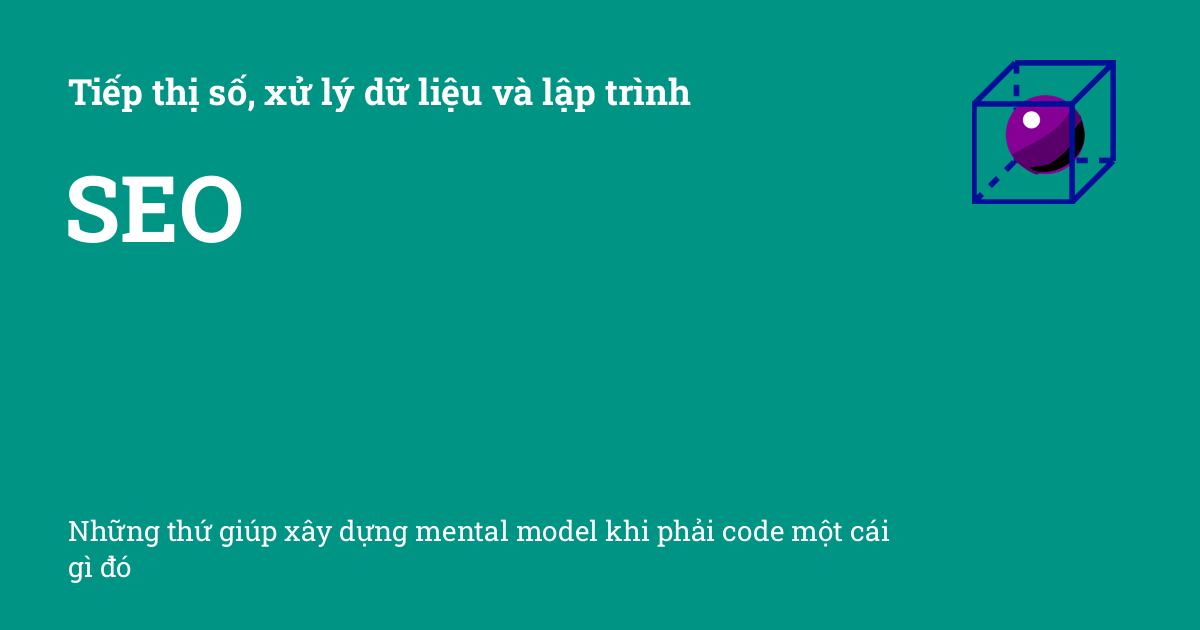 Tiếp thị số, xử lý dữ liệu và lập trình
SEO
Những thứ giúp xây dựng mental model khi phải code một cái
gì đó